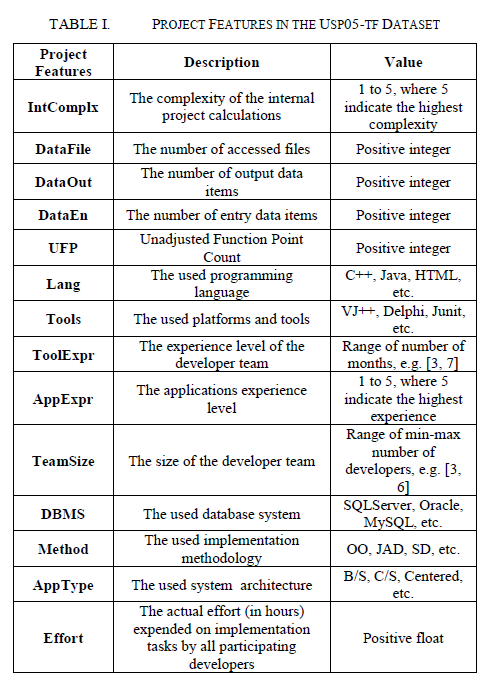 TABLE I. PROJECT FEATURES IN THE USP05-TF DATASET
Project
Features
Description
Value
IntComplx
The complexity of the internal
project calculations
1 to 5, where 5
indicate the highest
complexity
DataFile
The number of accessed files
Positive integer
DataOut
The number of output data
items
Positive integer
DataEn
The number of entry data items
Positive integer
UFP
Unadjusted Function Point
Count
Positive integer
Lang
The used programming
language
C++, Java, HTML,
etc.
Tools
The used platforms and tools
VJ++, Delphi, Junit,
etc.
ToolExpr
The experience level of the
developer team
Range of number of
months, e.g. [3, 7]
AppExpr
The applications experience
level
1 to 5, where 5
indicate the highest
experience
TeamSize
The size of the developer team
Range of min-max
number of
developers, e.g. [3,
6]
DBMS
The used database system
SQLServer, Oracle,
MySQL, etc.
Method
The used implementation
methodology
OO, JAD, SD, etc.
AppType
The used system architecture
B/S, C/S, Centered,
etc.
Effort
The actual effort (in hours)
expended on implementation
tasks by all participating
developers
Positive float